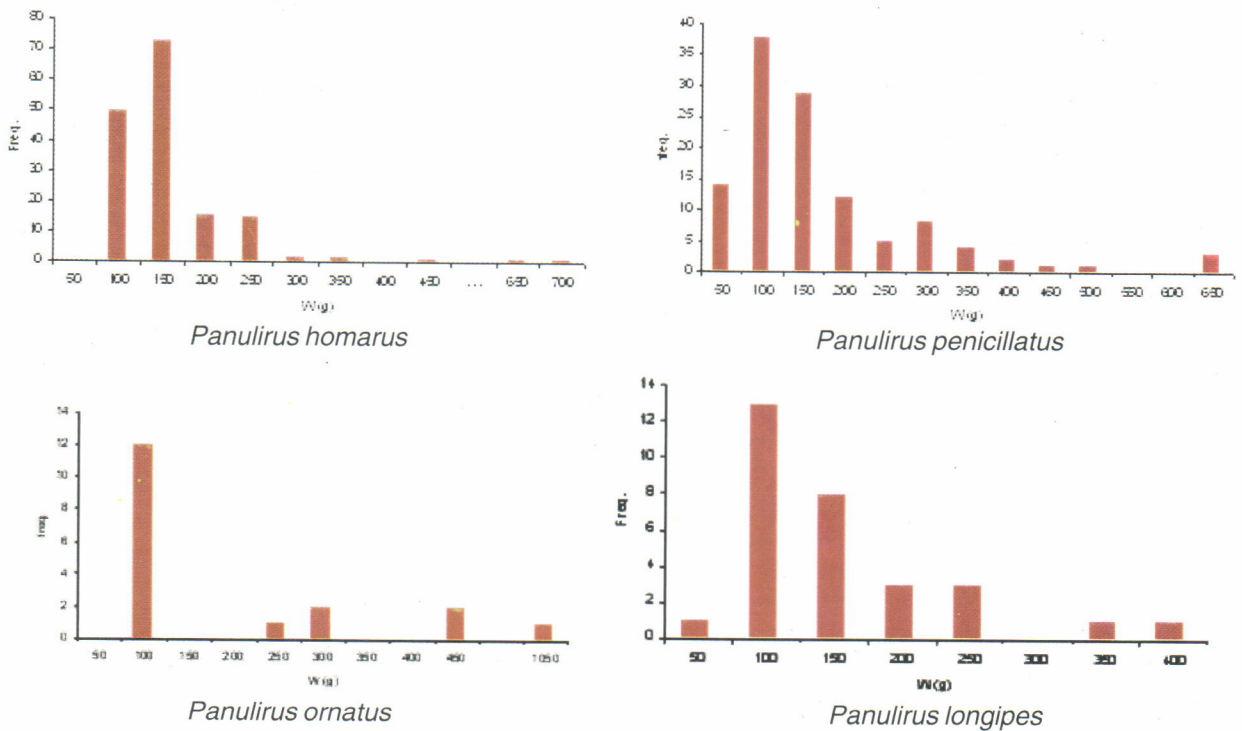 80
70
60
50
40
30
20
10
0
Freq.
50 100 150 200 250 300 350 400 450 ... 650 700
W(g)
Panulirus homarus
40
35
30
25
20
15
10
5
0
freq.
50 100 150 200 250 300 350 400 450 500 550 600 650
W(g)
Panulirus penicillatus
14
12
10
8
6
4
2
0
freq.
50 100 150 200 250 300 350 400 450 1050
W(g)
Panulirus ornatus
14
12
10
8
6
4
2
0
Freq.
50 100 150 200 250 300 350 400
W(g)
Panulirus longipes